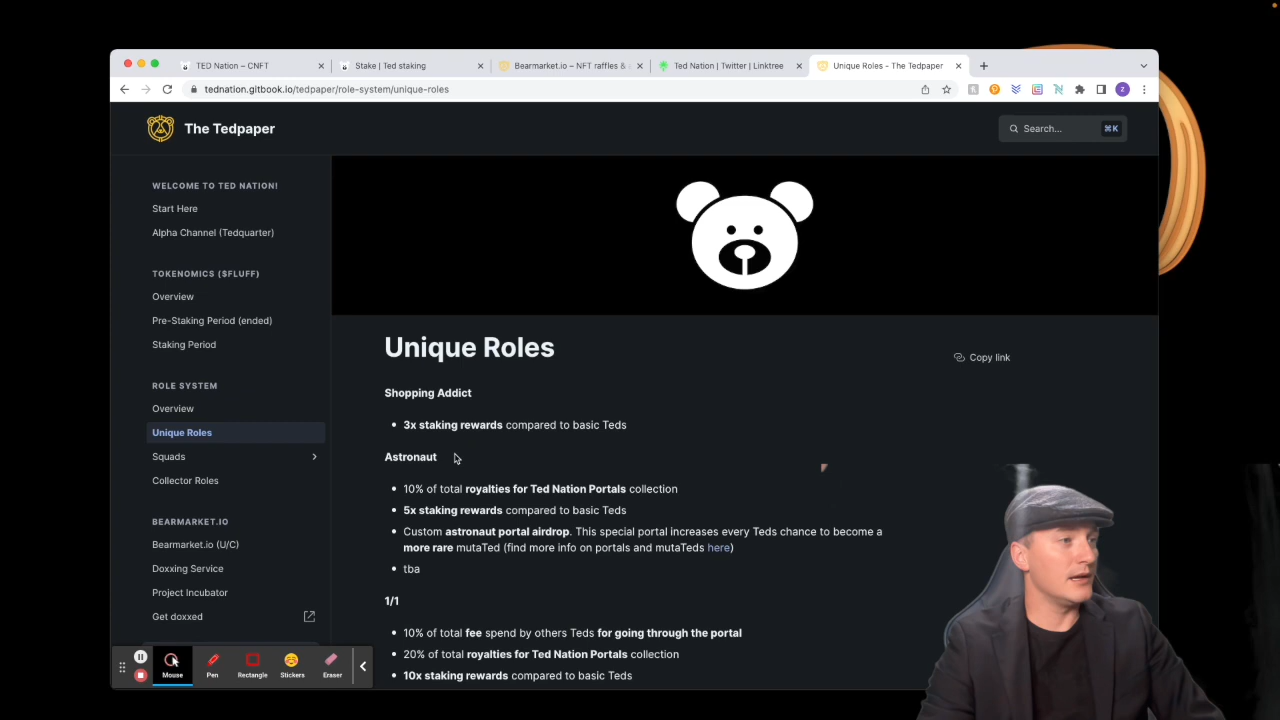 TED Nation – CNFT
Stake | Ted staking
Bearmarket.io – NFT raffles &
Ted Nation | Twitter | Linktree
Unique Roles - The Tedpaper
tednation.gitbook.io/tedpaper/role-system/unique-roles
z
The Tedpaper
Search...
⌘K
WELCOME TO TED NATION!
Start Here
Alpha Channel (Tedquarter)
TOKENOMICS ($FLUFF)
Overview
Pre-Staking Period (ended)
Staking Period
ROLE SYSTEM
Overview
Unique Roles
Squads
Collector Roles
BEARMARKET.IO
Bearmarket.io (U/C)
Doxxing Service
Project Incubator
Get doxxed
Unique Roles
Copy link
Shopping Addict
• 3x staking rewards compared to basic Teds
Astronaut
• 10% of total royalties for Ted Nation Portals collection
• 5x staking rewards compared to basic Teds
• Custom astronaut portal airdrop. This special portal increases every Teds chance to become a
more rare mutaTed (find more info on portals and mutaTeds here)
• tba
1/1
• 10% of total fee spend by others Teds for going through the portal
• 20% of total royalties for Ted Nation Portals collection
• 10x staking rewards compared to basic Teds
Mouse
Pen
Rectangle
Stickers
Eraser